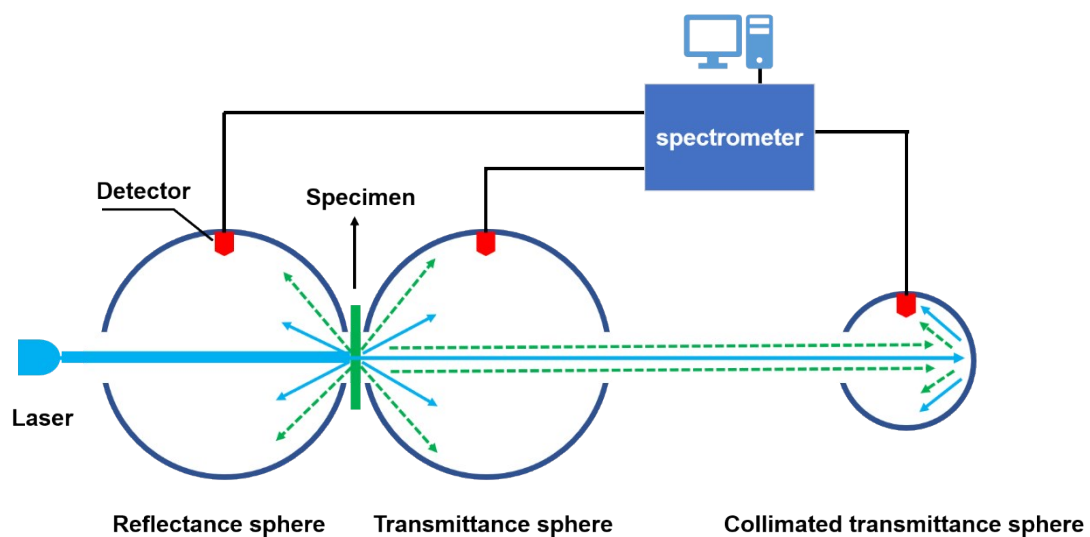 spectrometer
Detector
Specimen
Laser
Reflectance sphere
Transmittance sphere
Collimated transmittance sphere